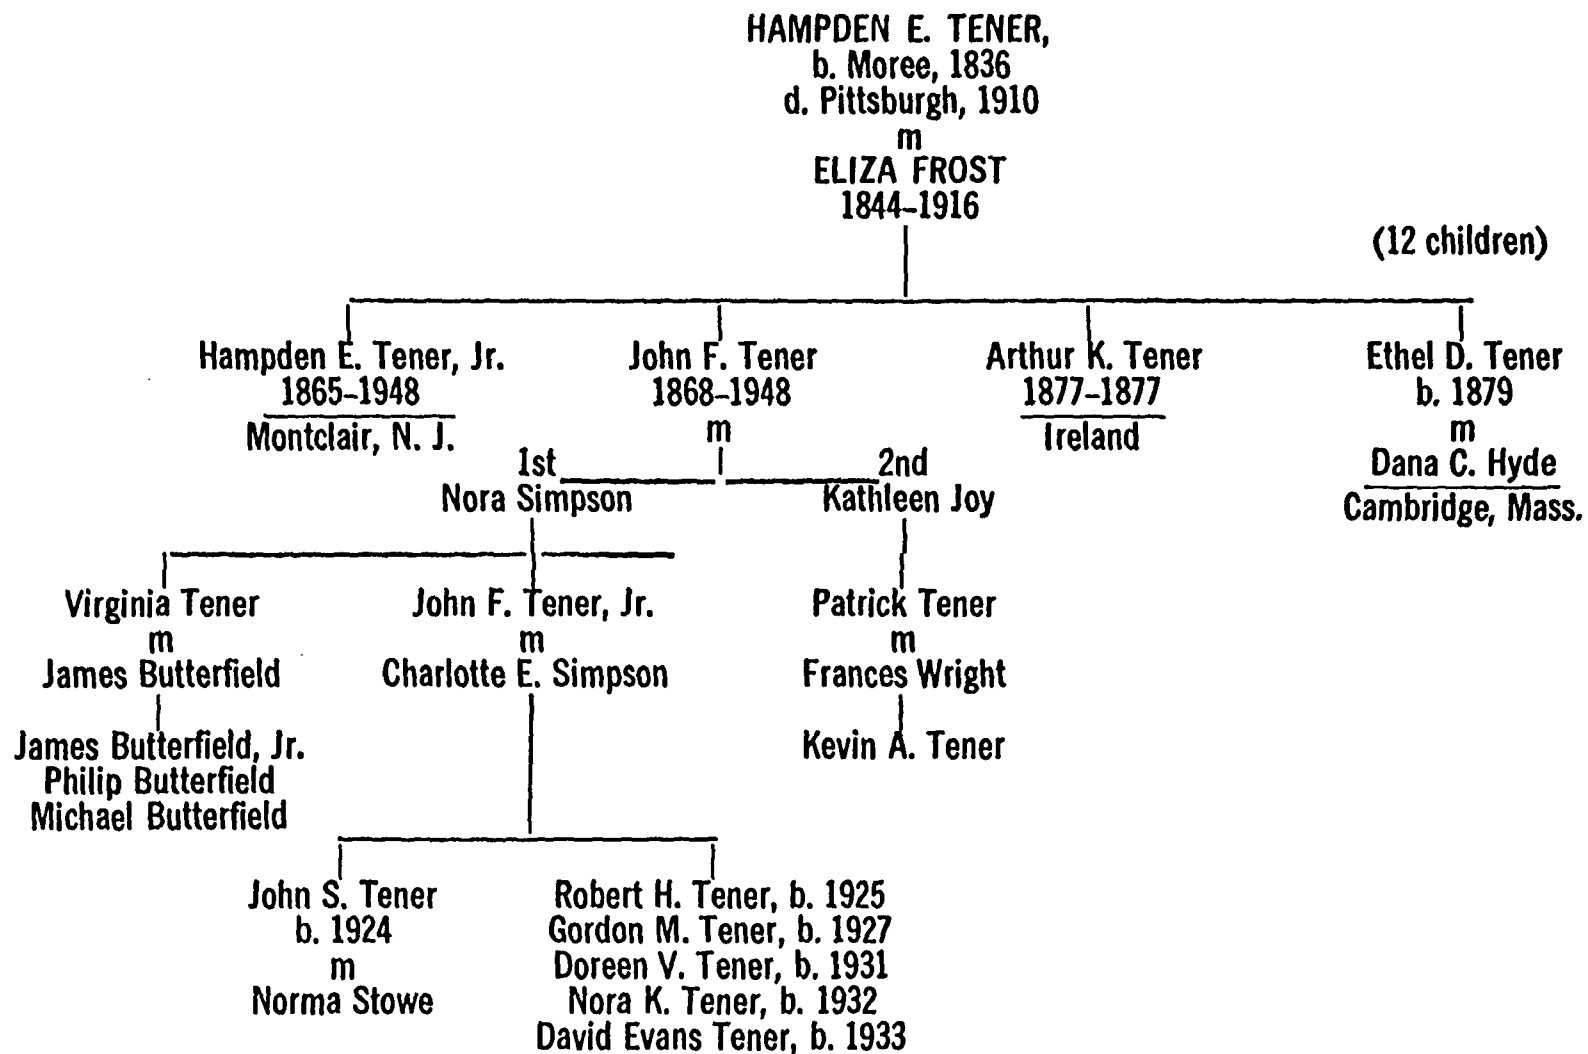 HAMPDEN E. TENER,
b. Moree, 1836
d. Pittsburgh, 1910
m
ELIZA FROST
1844–1916
(12 children)
Hampden E. Tener, Jr.
1865–1948
Montclair, N. J.
John F. Tener
1868–1948
m
Arthur K. Tener
1877–1877
Ireland
Ethel D. Tener
b. 1879
m
Dana C. Hyde
Cambridge, Mass.
1st
Nora Simpson
2nd
Kathleen Joy
Virginia Tener
m
James Butterfield
James Butterfield, Jr.
Philip Butterfield
Michael Butterfield
John F. Tener, Jr.
m
Charlotte E. Simpson
Patrick Tener
m
Frances Wright
Kevin A. Tener
John S. Tener
b. 1924
m
Norma Stowe
Robert H. Tener, b. 1925
Gordon M. Tener, b. 1927
Doreen V. Tener, b. 1931
Nora K. Tener, b. 1932
David Evans Tener, b. 1933